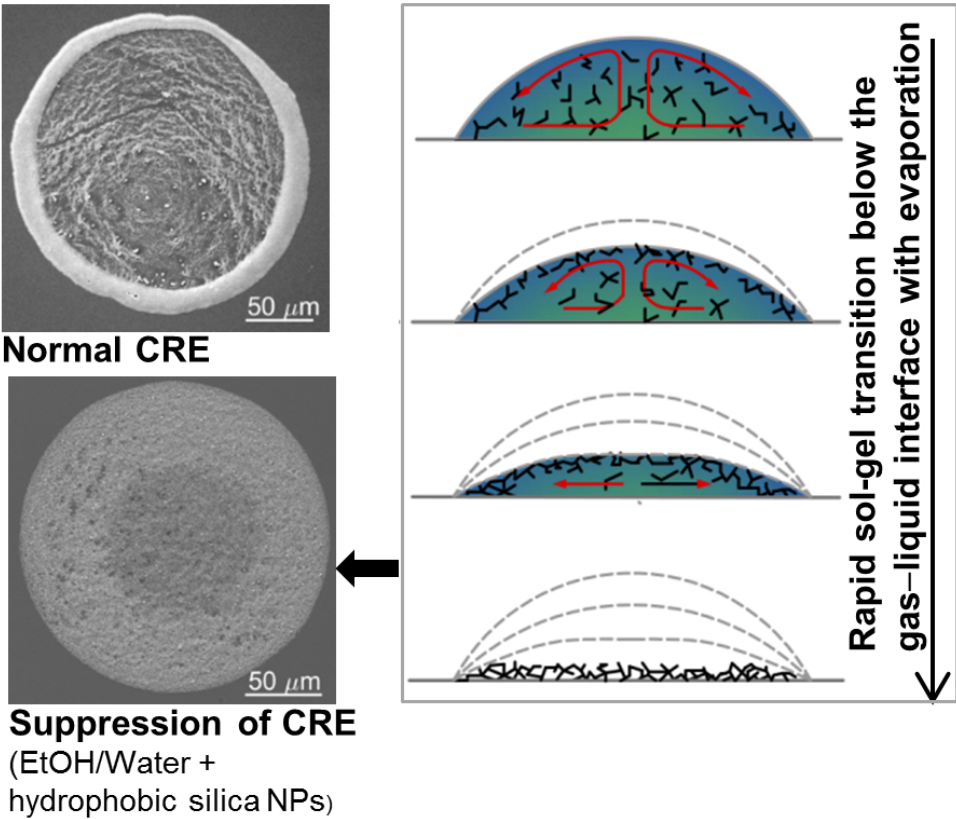 50 μm
Normal CRE
50 μm
Suppression of CRE
(EtOH/Water +
hydrophobic silica NPs)
Rapid sol-gel transition below the
gas–liquid interface with evaporation